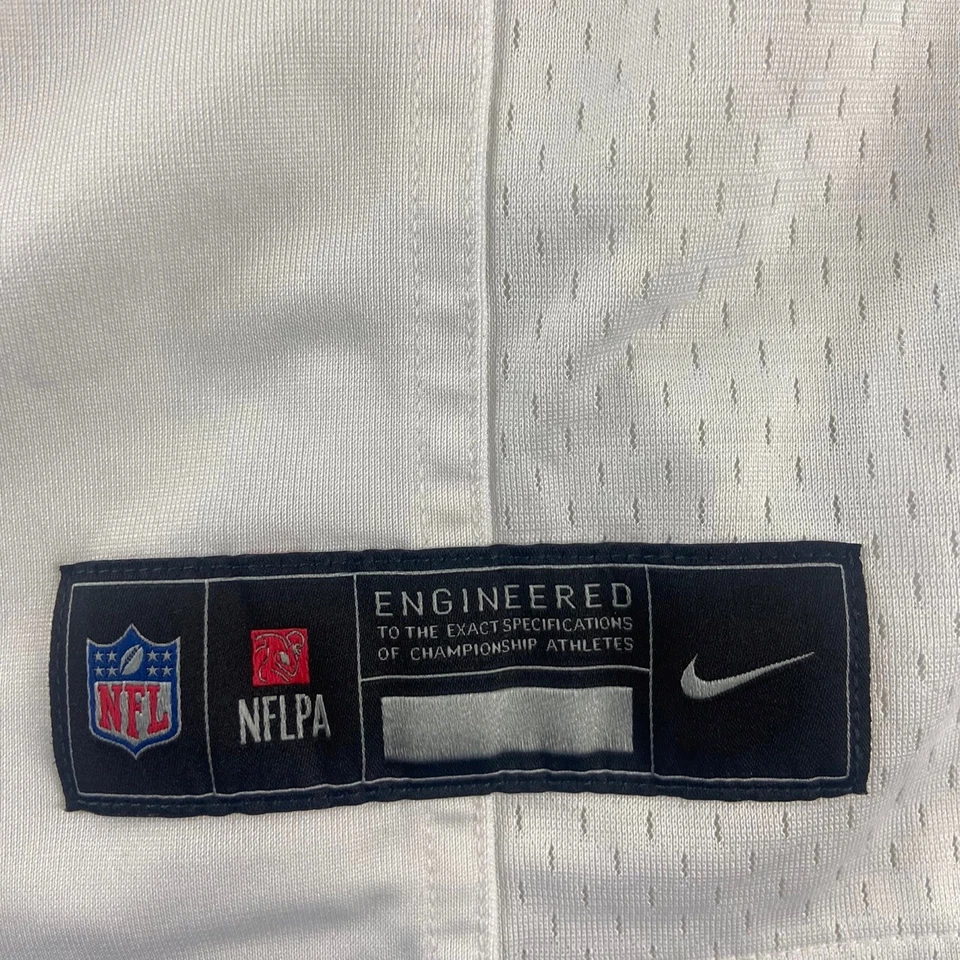 NFL
NFLPA
ENGINEERED
TO THE EXACT SPECIFICATIONS
OF CHAMPIONSHIP ATHLETES